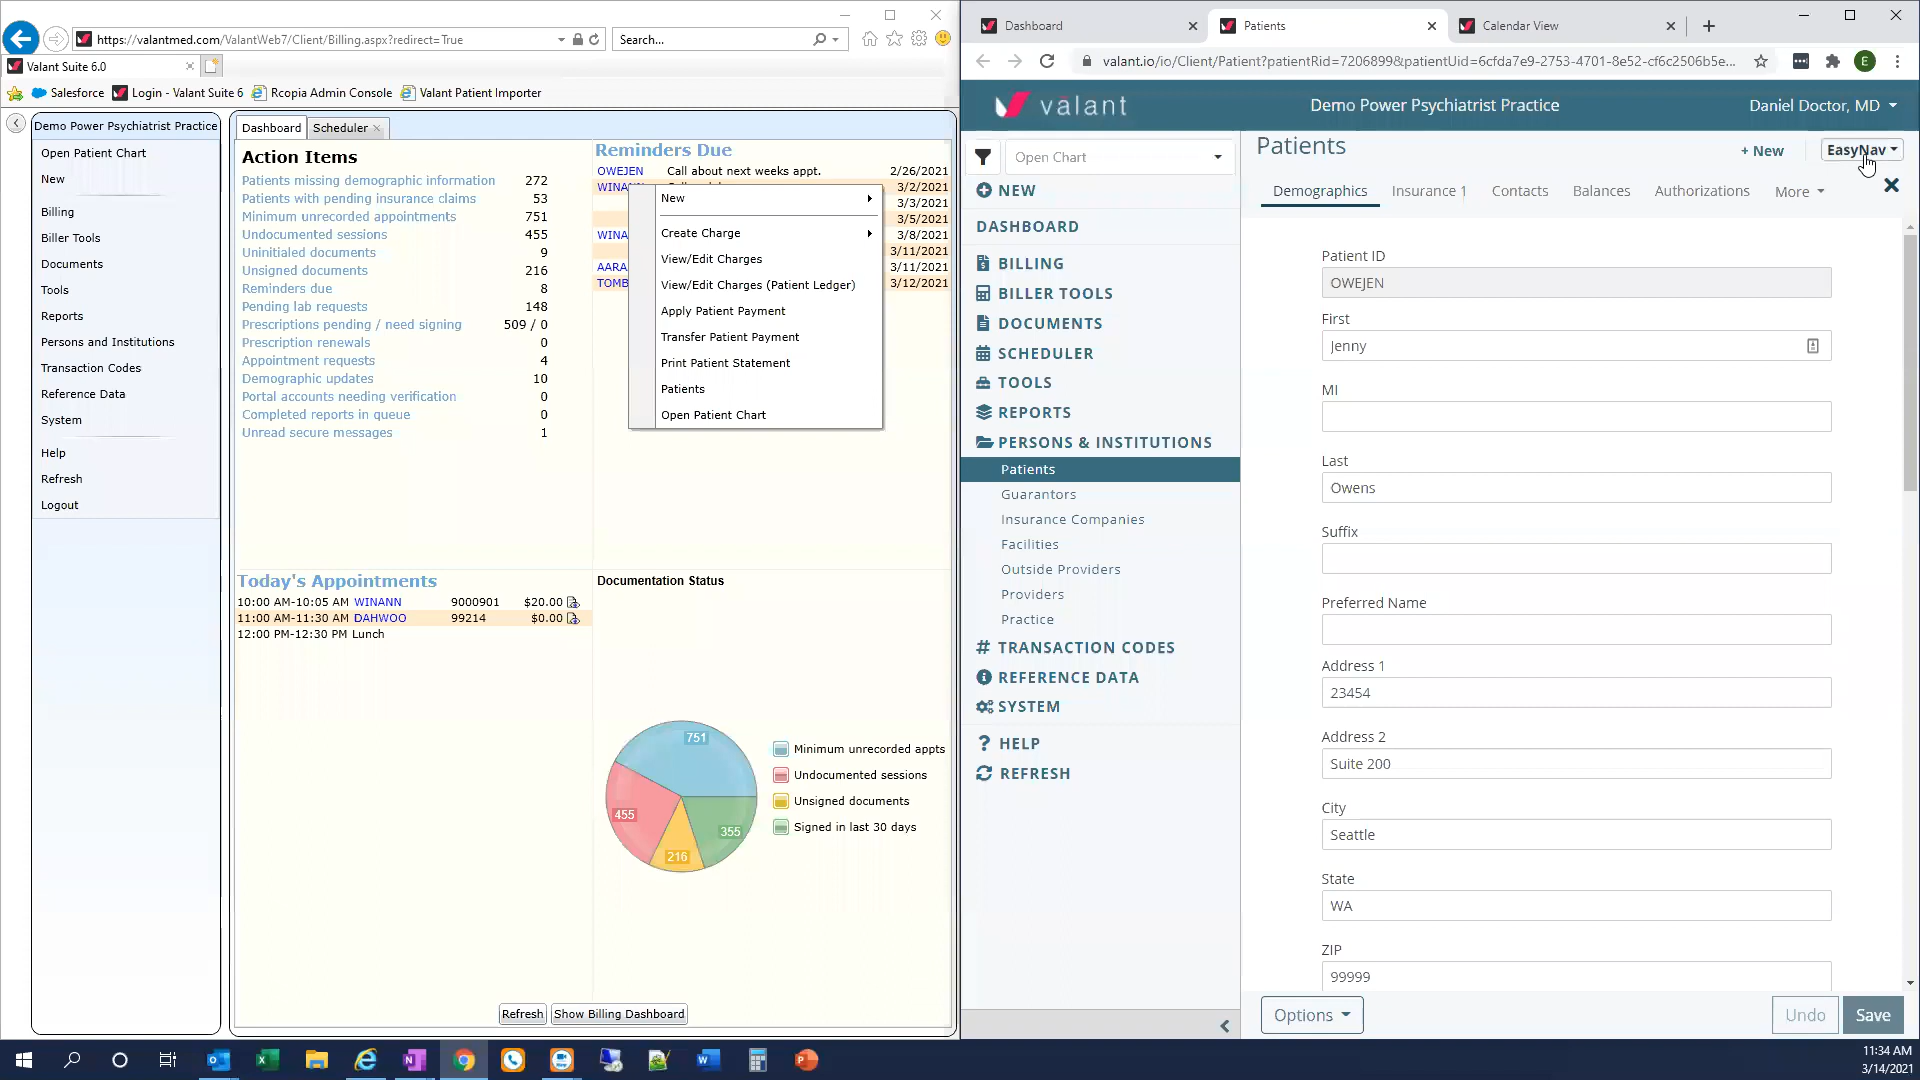 https://valantmed.com/ValantWeb7/Client/Billing.aspx?redirect=True
Search...
Valant Suite 6.0
Salesforce
Login - Valant Suite 6
Rcopia Admin Console
Valant Patient Importer
Demo Power Psychiatrist Practice
Open Patient Chart
New
Billing
Biller Tools
Documents
Tools
Reports
Persons and Institutions
Transaction Codes
Reference Data
System
Help
Refresh
Logout
Dashboard
Scheduler
Action Items
Patients missing demographic information 272
Patients with pending insurance claims 53
Minimum unrecorded appointments 751
Undocumented sessions 455
Uninitialed documents 9
Unsigned documents 216
Reminders due 8
Pending lab requests 148
Prescriptions pending / need signing 509 / 0
Prescription renewals 0
Appointment requests 4
Demographic updates 10
Portal accounts needing verification 0
Completed reports in queue 0
Unread secure messages 1
Reminders Due
OWEJEN Call about next weeks appt. 2/26/2021
WINANN 3/2/2021
3/3/2021
3/5/2021
WINA 3/8/2021
3/11/2021
AARA 3/11/2021
TOMB 3/12/2021
New
Create Charge
View/Edit Charges
View/Edit Charges (Patient Ledger)
Apply Patient Payment
Transfer Patient Payment
Print Patient Statement
Patients
Open Patient Chart
Today's Appointments
10:00 AM-10:05 AM WINANN 9000901 $20.00
11:00 AM-11:30 AM DAHWOO 99214 $0.00
12:00 PM-12:30 PM Lunch
Documentation Status
751
455
216
355
Minimum unrecorded appts
Undocumented sessions
Unsigned documents
Signed in last 30 days
Refresh
Show Billing Dashboard
Dashboard
Patients
Calendar View
valant.io/io/Client/Patient?patientRid=7206899&patientUid=6cfda7e9-2753-4701-8e52-cf6c2506b5e...
E
valant
Demo Power Psychiatrist Practice
Daniel Doctor, MD
Open Chart
NEW
DASHBOARD
BILLING
BILLER TOOLS
DOCUMENTS
SCHEDULER
TOOLS
REPORTS
PERSONS & INSTITUTIONS
Patients
Guarantors
Insurance Companies
Facilities
Outside Providers
Providers
Practice
TRANSACTION CODES
REFERENCE DATA
SYSTEM
HELP
REFRESH
Patients
+ New
EasyNav
Demographics
Insurance 1
Contacts
Balances
Authorizations
More
Patient ID
OWEJEN
First
Jenny
MI
Last
Owens
Suffix
Preferred Name
Address 1
23454
Address 2
Suite 200
City
Seattle
State
WA
ZIP
99999
Options
Undo
Save
11:34 AM
3/14/2021